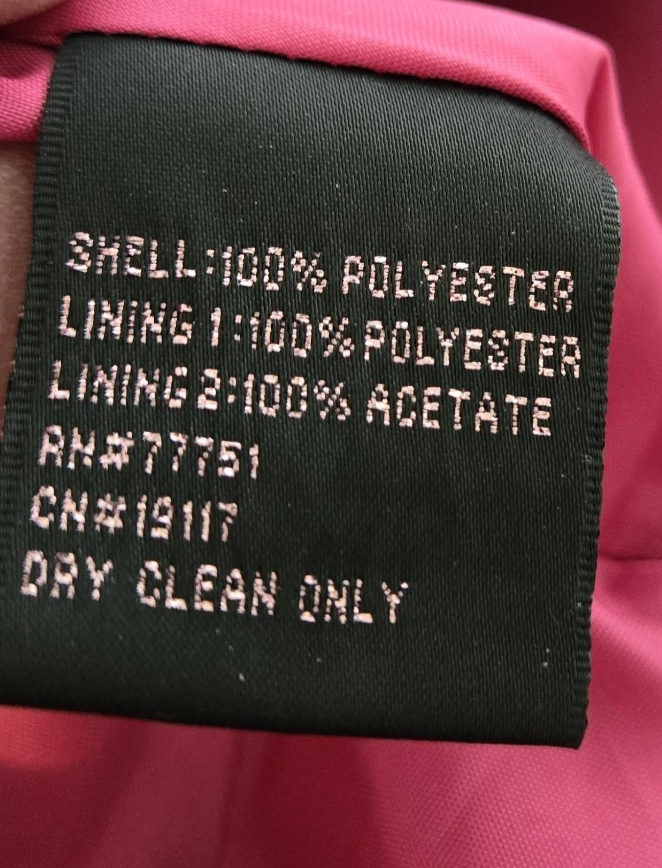 SHELL:100% POLYESTER
LINING 1:100% POLYESTER
LINING 2:100% ACETATE
RN#77751
CN#19117
DRY CLEAN ONLY